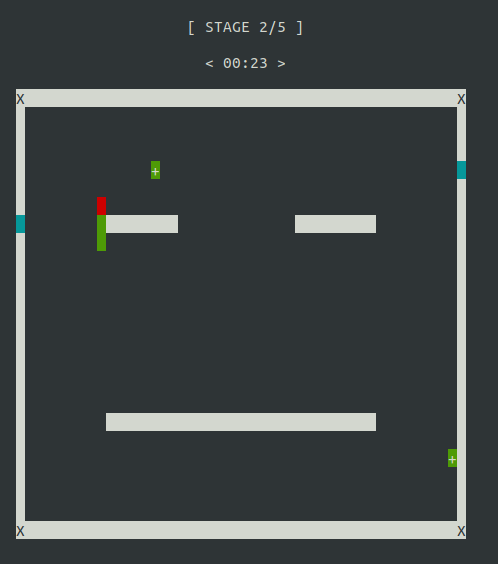 [ STAGE 2/5 ]
< 00:23 >
X X
+
+
X X